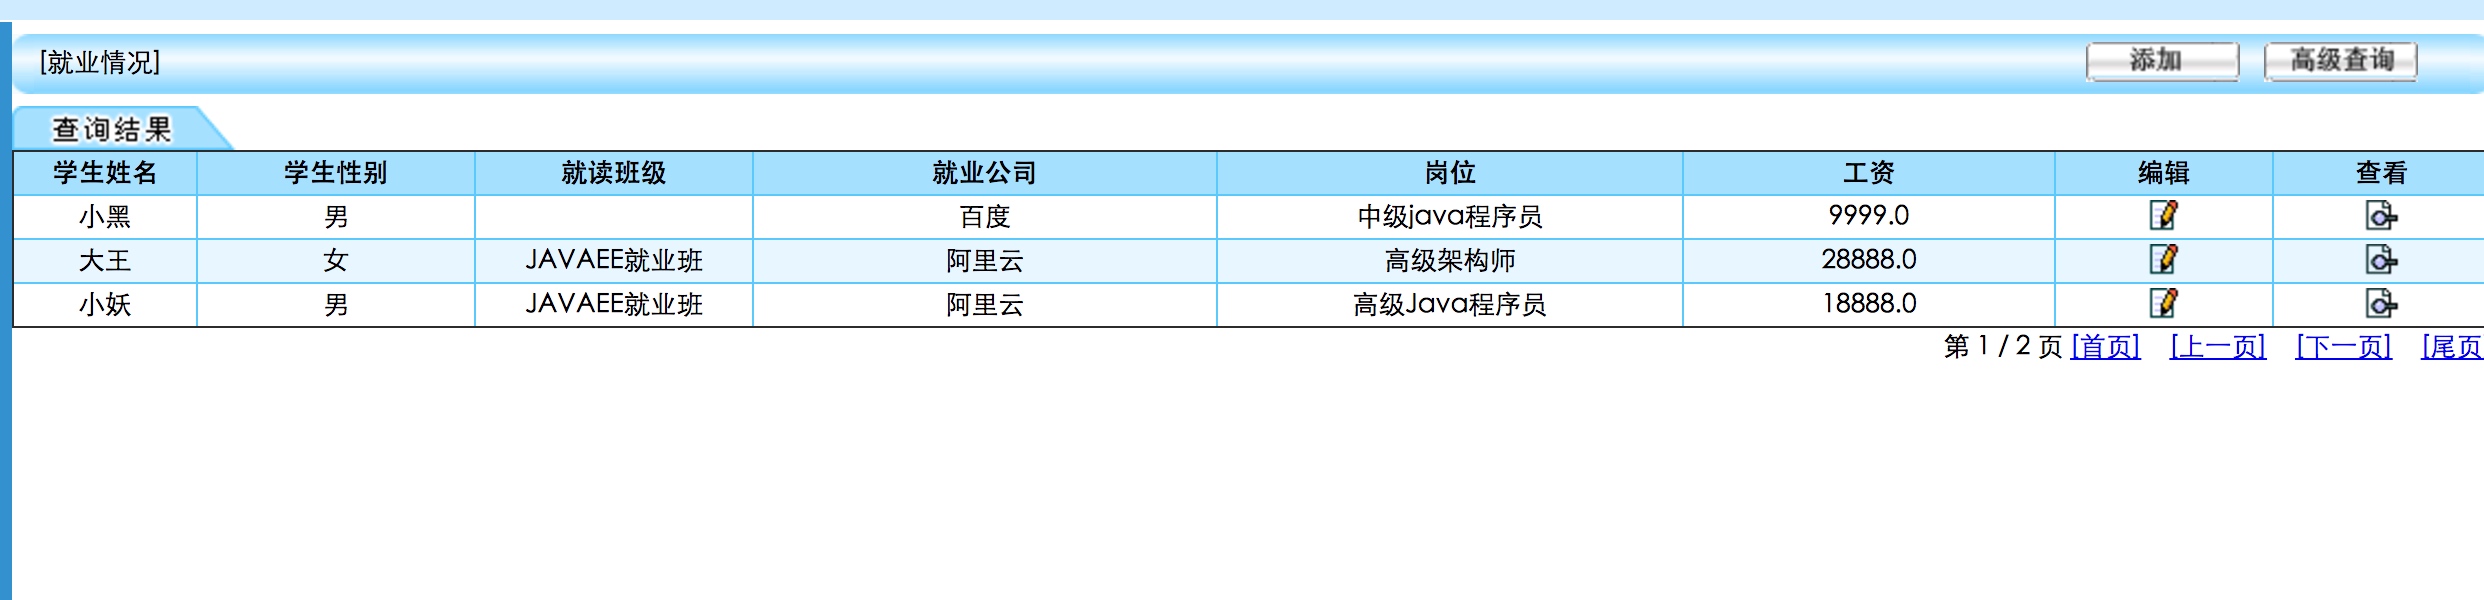 [就业情况] 添加 高级查询
查询结果
学生姓名 学生性别 就读班级 就业公司 岗位 工资 编辑 查看
小黑 男 百度 中级java程序员 9999.0
大王 女 JAVAEE就业班 阿里云 高级架构师 28888.0
小妖 男 JAVAEE就业班 阿里云 高级Java程序员 18888.0
第 1 / 2 页 [首页] [上一页] [下一页] [尾页